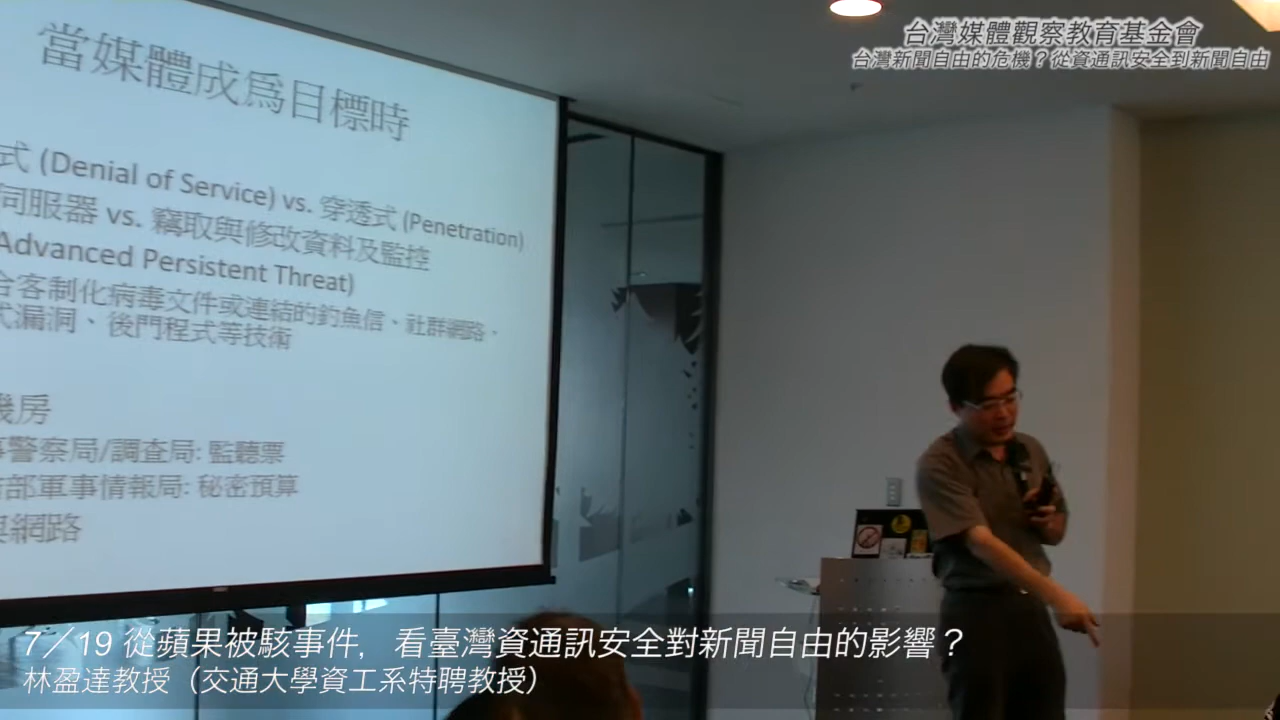 台灣媒體觀察教育基金會
台灣新聞自由的危機？從資通訊安全到新聞自由
當媒體成為目標時
式 (Denial of Service) vs. 穿透式 (Penetration)
伺服器 vs. 竊取與修改資料及監控
Advanced Persistent Threat)
合客制化病毒文件或連結的釣魚信、社群網路、
式漏洞、後門程式等技術
機房
事警察局/調查局: 監聽票
部軍事情報局: 秘密預算
與網路
7／19 從蘋果被駭事件，看臺灣資通訊安全對新聞自由的影響？
林盈達教授（交通大學資工系特聘教授）